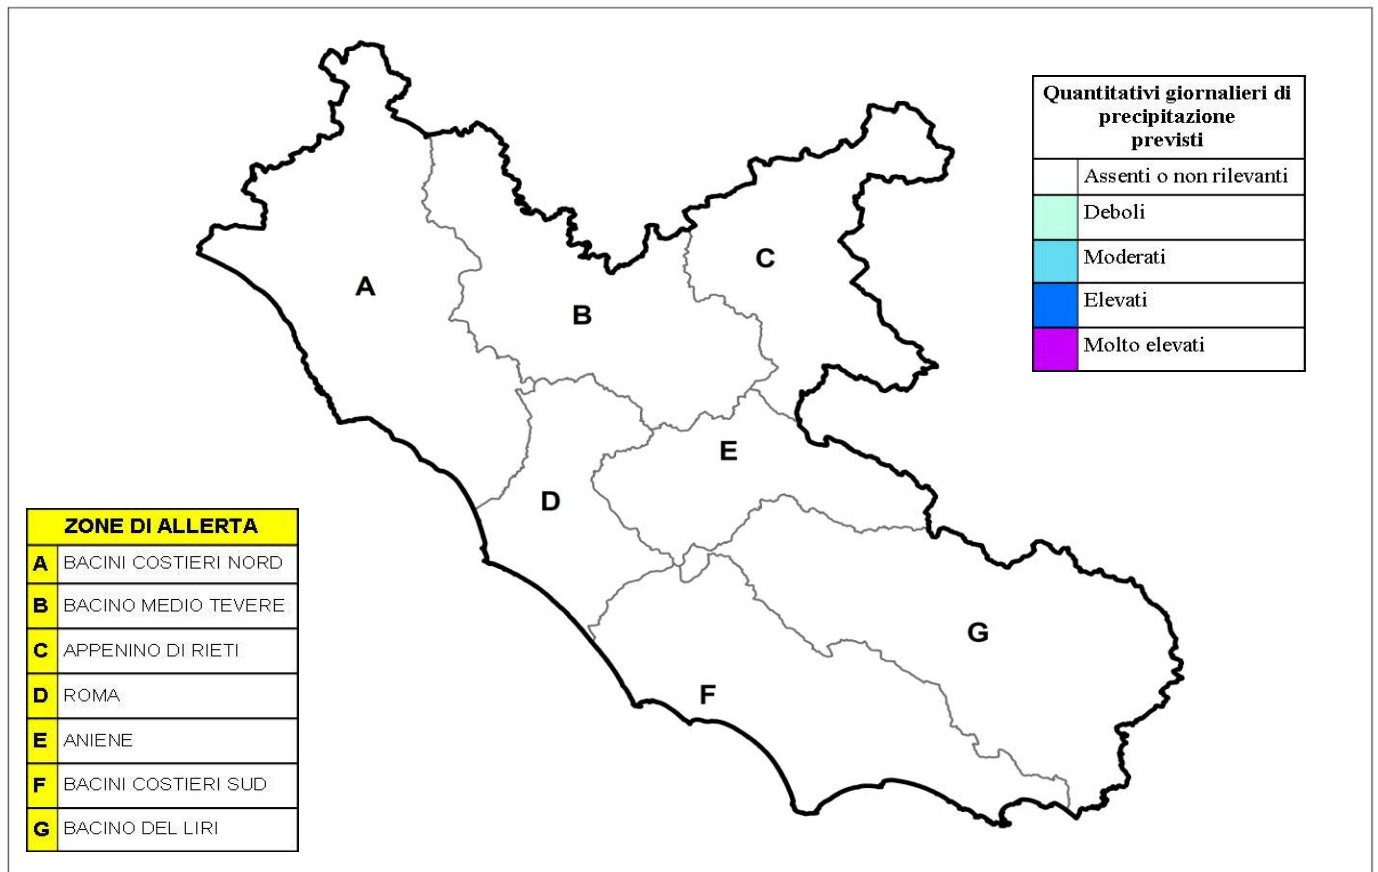 Quantitativi giornalieri di
precipitazione
previsti
Assenti o non rilevanti
Deboli
Moderati
Elevati
Molto elevati
A
B
C
D
E
F
G
ZONE DI ALLERTA
A BACINI COSTIERI NORD
B BACINO MEDIO TEVERE
C APPENINO DI RIETI
D ROMA
E ANIENE
F BACINI COSTIERI SUD
G BACINO DEL LIRI